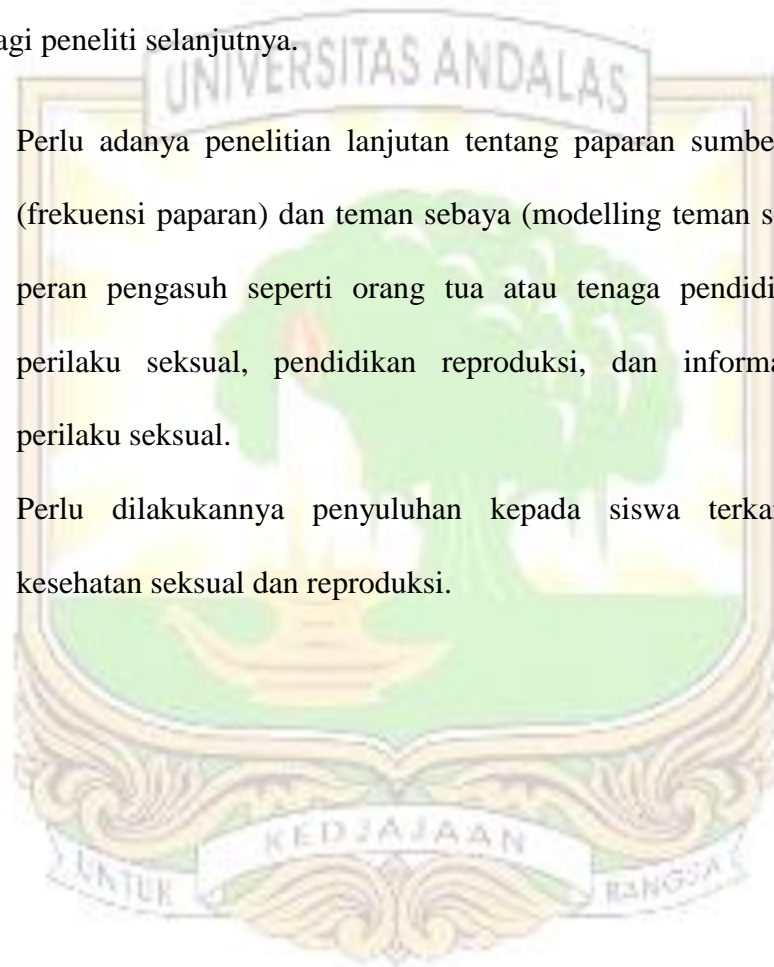 agi peneliti selanjutnya.
UNIVERSITAS ANDALAS
Perlu adanya penelitian lanjutan tentang paparan sumbe
(frekuensi paparan) dan teman sebaya (modelling teman s
peran pengasuh seperti orang tua atau tenaga pendidi
perilaku seksual, pendidikan reproduksi, dan informa
perilaku seksual.
Perlu dilakukannya penyuluhan kepada siswa terka
kesehatan seksual dan reproduksi.
UNTUK KEDJAJAAN BANGSA